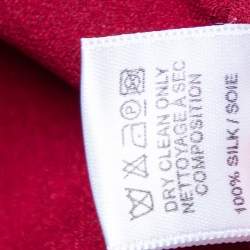 DRY CLEAN ONLY
NETTOYAGE A SEC
COMPOSITION
100% SILK / SOIE